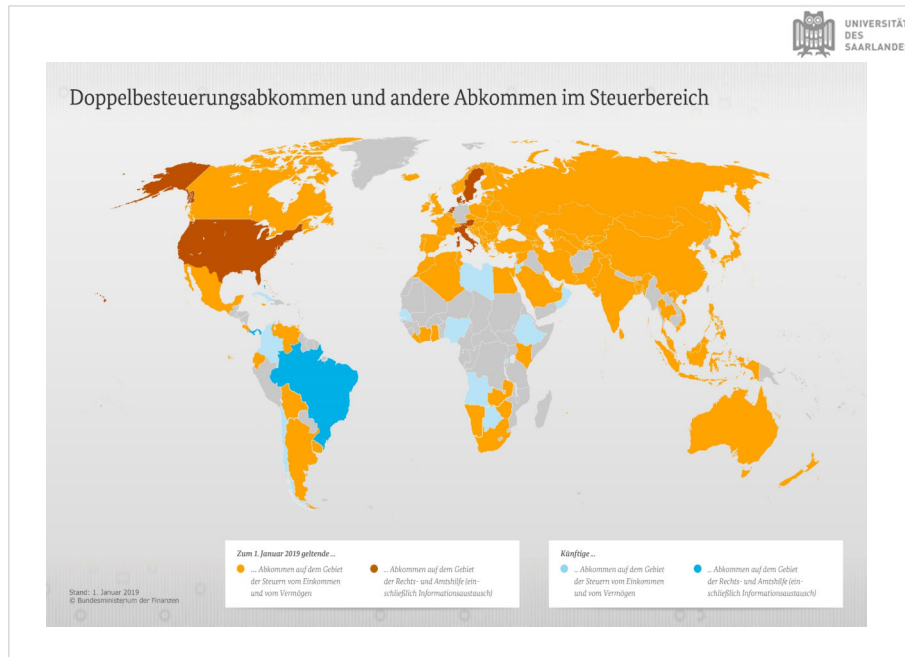 UNIVERSITÄT
DES
SAARLANDES
Doppelbesteuerungsabkommen und andere Abkommen im Steuerbereich
Zum 1. Januar 2019 geltende ...
... Abkommen auf dem Gebiet
der Steuern vom Einkommen
und vom Vermögen
... Abkommen auf dem Gebiet
der Rechts- und Amtshilfe (ein-
schließlich Informationsaustausch)
Künftige ...
... Abkommen auf dem Gebiet
der Steuern vom Einkommen
und vom Vermögen
... Abkommen auf dem Gebiet
der Rechts- und Amtshilfe (ein-
schließlich Informationsaustausch)
Stand: 1. Januar 2019
© Bundesministerium der Finanzen